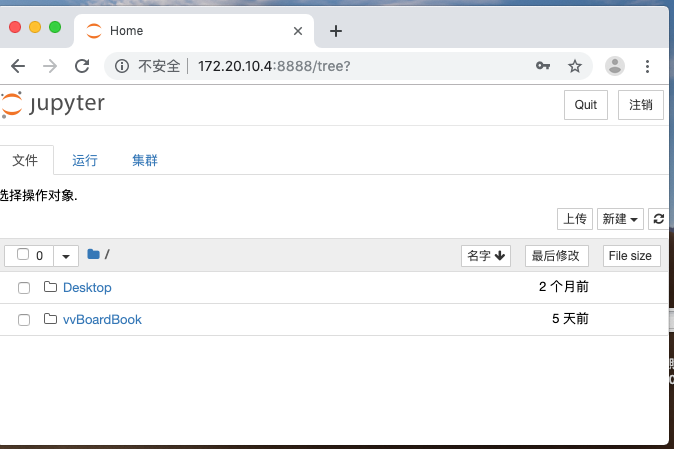 Home
不安全 | 172.20.10.4:8888/tree?
jupyter
Quit 注销
文件 运行 集群
选择操作对象.
上传 新建
0 / 名字 最后修改 File size
Desktop 2 个月前
vvBoardBook 5 天前